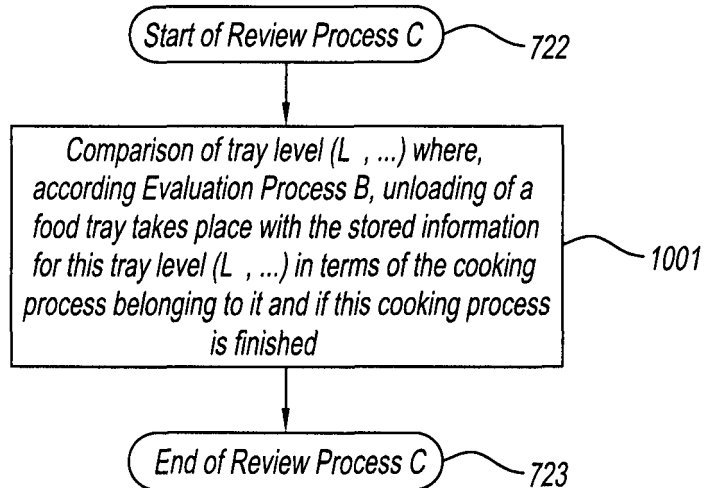 Start of Review Process C
722
Comparison of tray level (L , ...) where,
according Evaluation Process B, unloading of a
food tray takes place with the stored information
for this tray level (L , ...) in terms of the cooking
process belonging to it and if this cooking process
is finished
1001
End of Review Process C
723